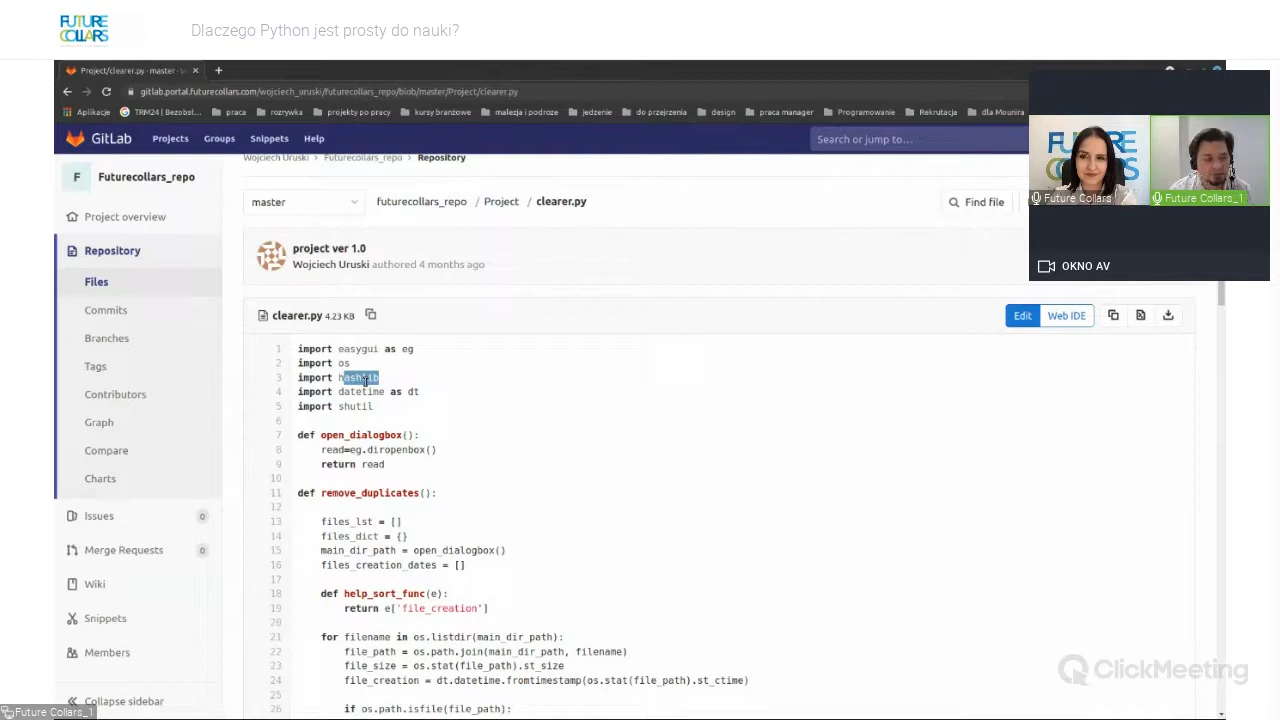 FUTURE COLLARS
Dlaczego Python jest prosty do nauki?
Project/clearer.py · master · W
gitlab.portal.futurecollars.com/wojciech_uruski/futurecollars_repo/blob/master/Project/clearer.py
Aplikacje TRM24 | Bezobsł... praca rozrywka projekty po pracy kursy branżowe malezja i podroze jedzenie do przejrzenia design praca manager Programowanie Rekrutacja dla Mounira
GitLab Projects Groups Snippets Help Search or jump to...
F Futurecollars_repo
Project overview
Repository
Files
Commits
Branches
Tags
Contributors
Graph
Compare
Charts
Issues 0
Merge Requests 0
Wiki
Snippets
Members
Collapse sidebar
Wojciech Uruski › Futurecollars_repo › Repository
master futurecollars_repo / Project / clearer.py Find file
project ver 1.0
Wojciech Uruski authored 4 months ago
clearer.py 4.23 KB Edit Web IDE
1 import easygui as eg
2 import os
3 import hashlib
4 import datetime as dt
5 import shutil
6
7 def open_dialogbox():
8 read=eg.diropenbox()
9 return read
10
11 def remove_duplicates():
12
13 files_lst = []
14 files_dict = {}
15 main_dir_path = open_dialogbox()
16 files_creation_dates = []
17
18 def help_sort_func(e):
19 return e['file_creation']
20
21 for filename in os.listdir(main_dir_path):
22 file_path = os.path.join(main_dir_path, filename)
23 file_size = os.stat(file_path).st_size
24 file_creation = dt.datetime.fromtimestamp(os.stat(file_path).st_ctime)
25
26 if os.path.isfile(file_path):
FUTURE COLLARS
Future Collars Future Collars_1
OKNO AV
ClickMeeting
Future Collars_1